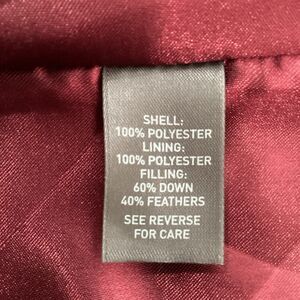 SHELL:
100% POLYESTER
LINING:
100% POLYESTER
FILLING:
60% DOWN
40% FEATHERS
SEE REVERSE
FOR CARE